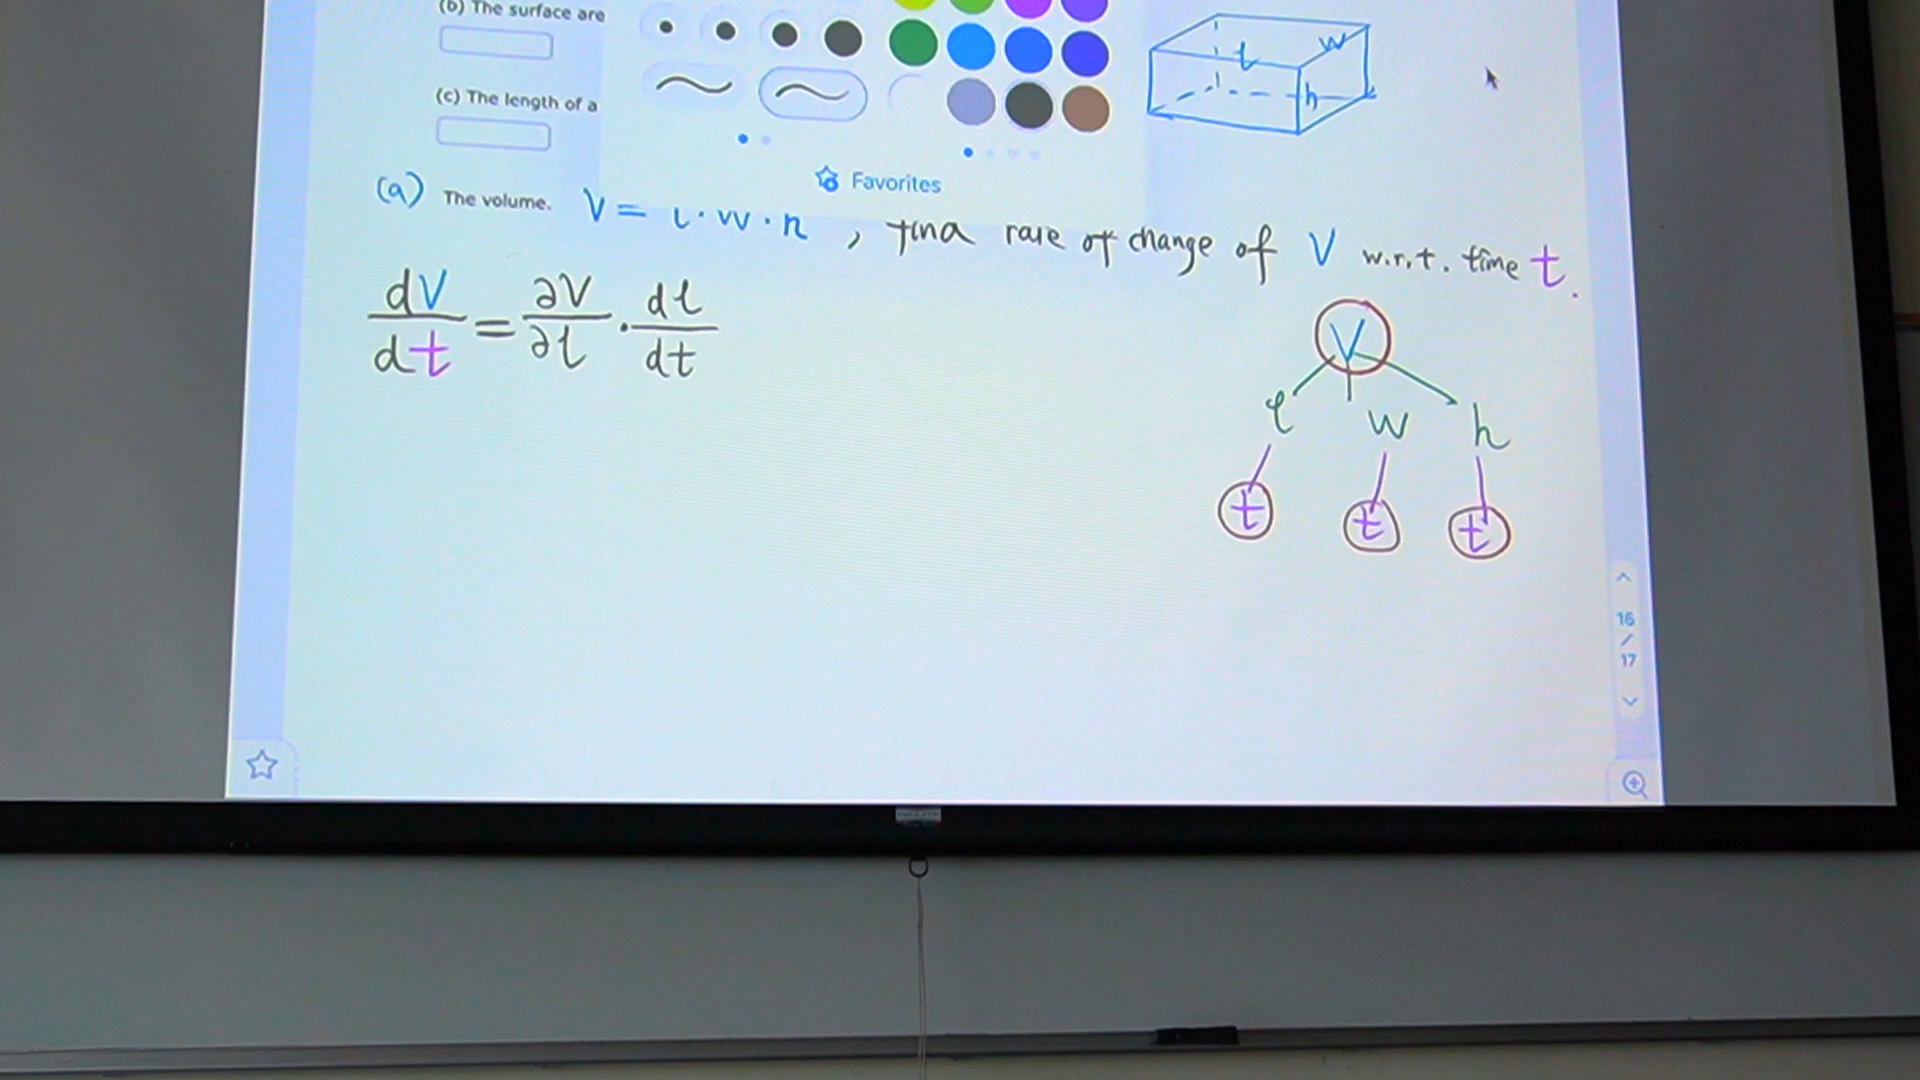 (b) The surface are
(c) The length of a
Favorites
(a) The volume. V = l · w · h , find rate of change of V w.r.t. time t.
dV/dt = ∂V/∂l · dl/dt
l w h
V
l w h
t t t
16
/
17